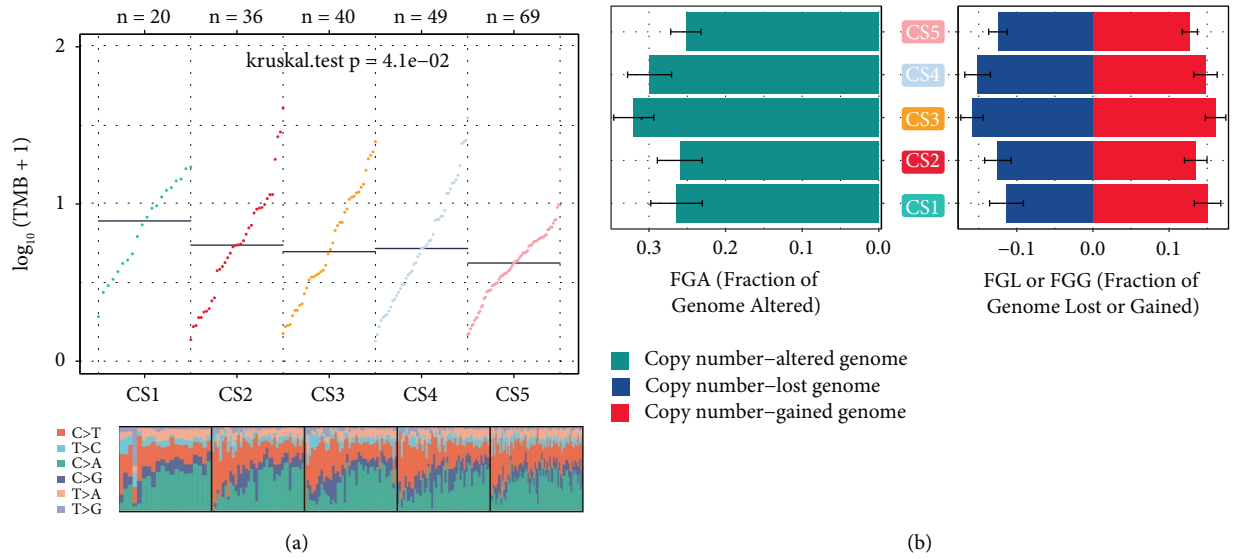 n = 20 n = 36 n = 40 n = 49 n = 69
kruskal.test p = 4.1e−02
log10 (TMB + 1)
2
1
0
CS1 CS2 CS3 CS4 CS5
C>T
T>C
C>A
C>G
T>A
T>G
(a)
CS5
CS4
CS3
CS2
CS1
0.3 0.2 0.1 0.0
FGA (Fraction of
Genome Altered)
−0.1 0.0 0.1
FGL or FGG (Fraction of
Genome Lost or Gained)
Copy number−altered genome
Copy number−lost genome
Copy number−gained genome
(b)